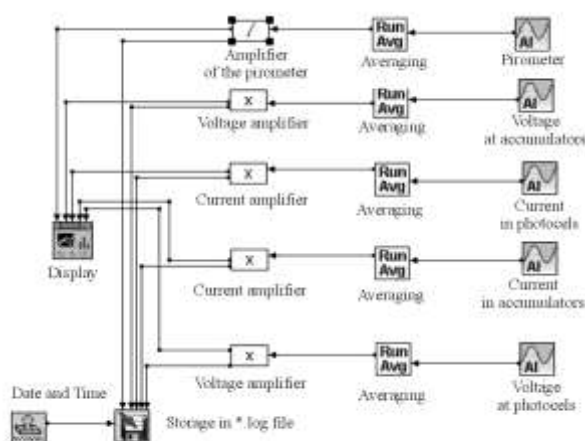 /
Run
Avg
AI
Amplifier
of the pirometer
Averaging
Pirometer
x
Run
Avg
AI
Voltage amplifier
Averaging
Voltage
at accumulators
x
Run
Avg
AI
Current amplifier
Averaging
Current
in photocels
Display
x
Run
Avg
AI
Current amplifier
Averaging
Current
in accumulators
x
Run
Avg
AI
Voltage amplifier
Averaging
Voltage
at photocels
Date and Time
Storage in *.log file